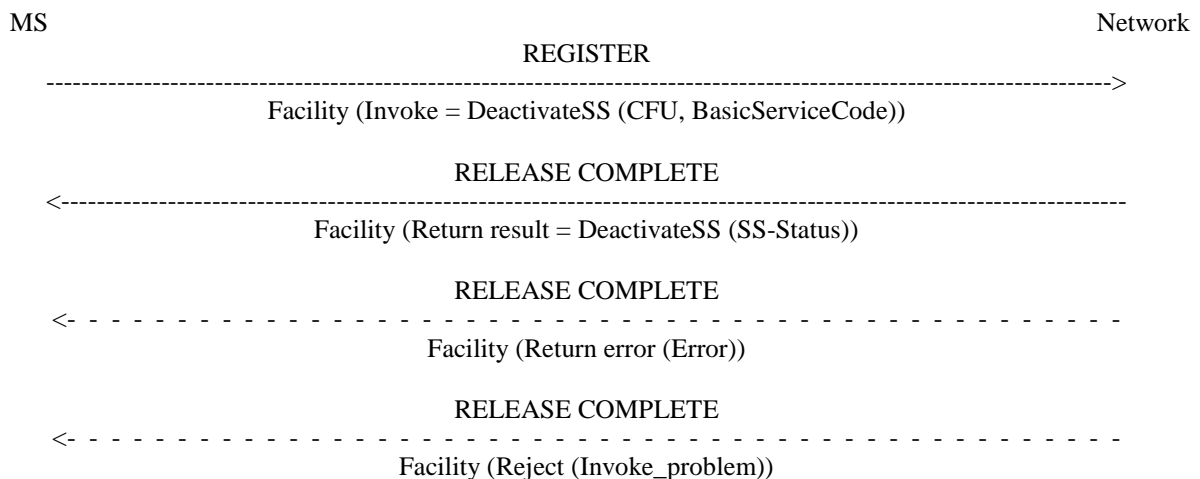 MS Network
REGISTER
Facility (Invoke = DeactivateSS (CFU, BasicServiceCode))
RELEASE COMPLETE
Facility (Return result = DeactivateSS (SS-Status))
RELEASE COMPLETE
Facility (Return error (Error))
RELEASE COMPLETE
Facility (Reject (Invoke_problem))